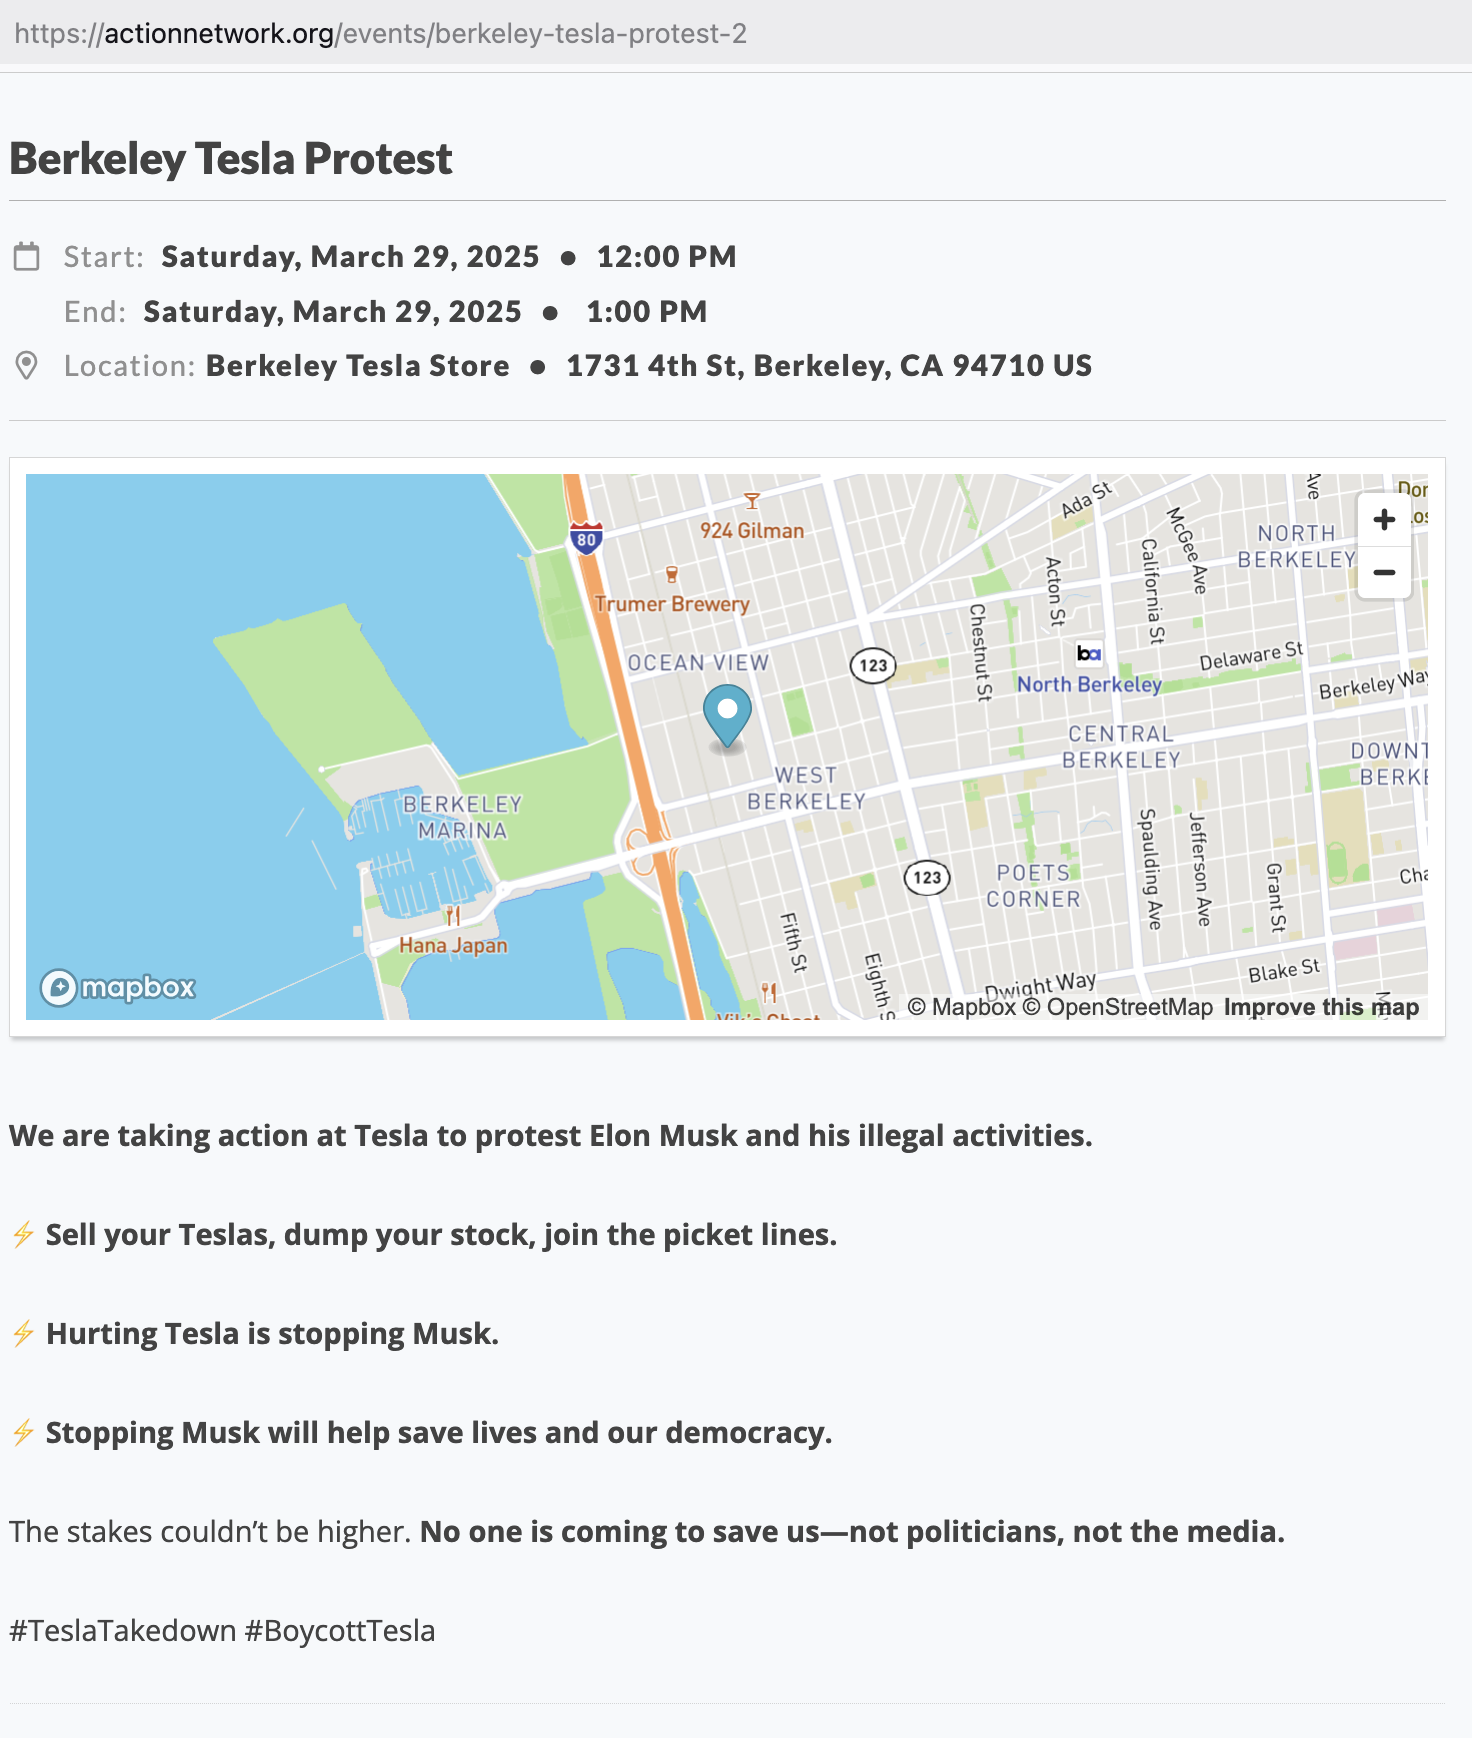 https://actionnetwork.org/events/berkeley-tesla-protest-2
Berkeley Tesla Protest
Start: Saturday, March 29, 2025 ● 12:00 PM
End: Saturday, March 29, 2025 ● 1:00 PM
Location: Berkeley Tesla Store ● 1731 4th St, Berkeley, CA 94710 US
80
924 Gilman
Trumer Brewery
OCEAN VIEW
123
Ada St
McGee Ave
Ave
NORTH
BERKELEY
+
−
Acton St
California St
Chestnut St
ba
North Berkeley
Delaware St
Berkeley Way
CENTRAL
BERKELEY
DOWNT
BERKE
WEST
BERKELEY
BERKELEY
MARINA
123
POETS
CORNER
Spaulding Ave
Jefferson Ave
Grant St
Cha
Hana Japan
Fifth St
Eighth S
Dwight Way
Blake St
mapbox
© Mapbox © OpenStreetMap Improve this map
We are taking action at Tesla to protest Elon Musk and his illegal activities.
⚡ Sell your Teslas, dump your stock, join the picket lines.
⚡ Hurting Tesla is stopping Musk.
⚡ Stopping Musk will help save lives and our democracy.
The stakes couldn’t be higher. No one is coming to save us—not politicians, not the media.
#TeslaTakedown #BoycottTesla